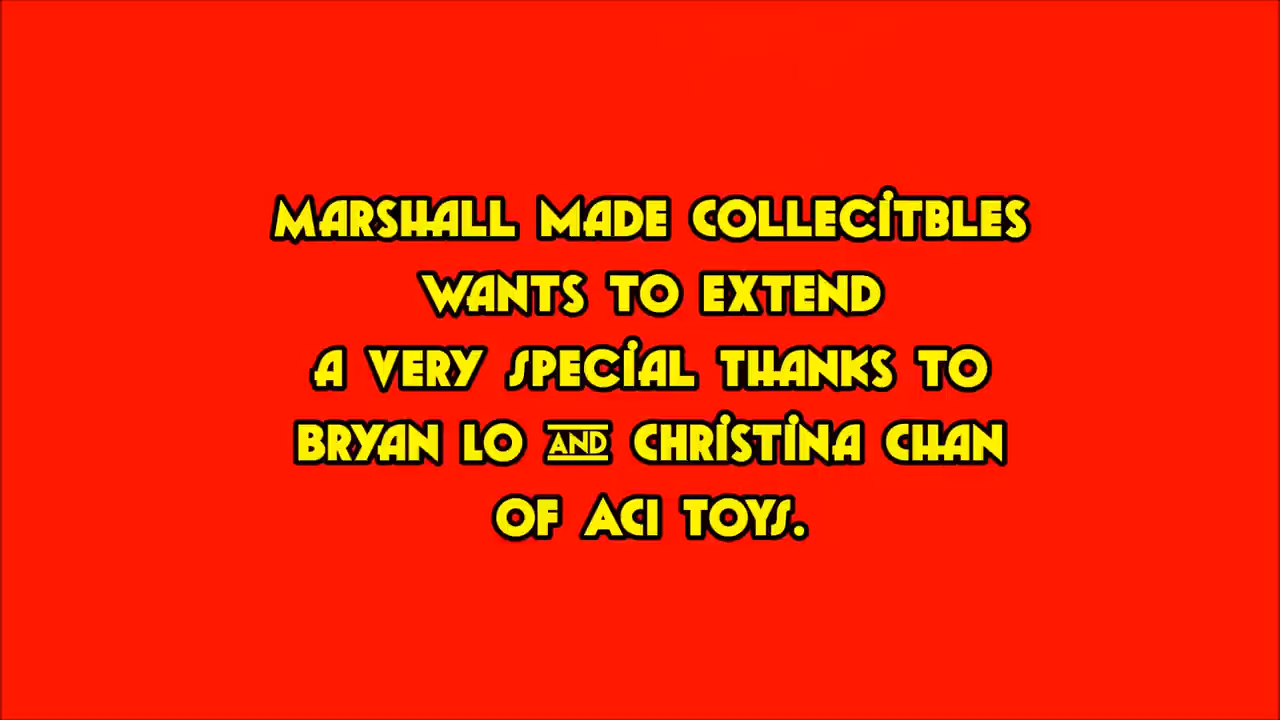 MARSHALL MADE COLLECITBLES
WANTS TO EXTEND
A VERY SPECIAL THANKS TO
BRYAN LO AND CHRISTINA CHAN
OF ACI TOYS.